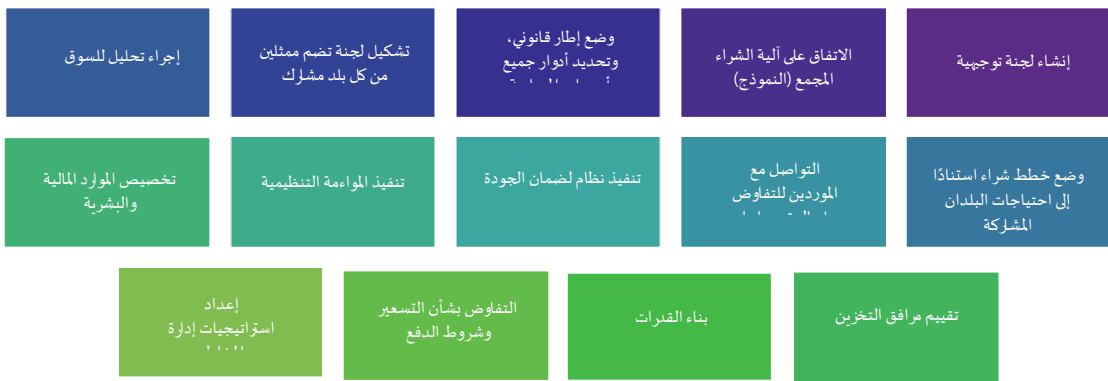 إنشاء لجنة توجيهية
الاتفاق على آلية الشراء
المجمع (النموذج)
وضع إطار قانوني،
وتحديد أدوار جميع
تشكيل لجنة تضم ممثلين
من كل بلد مشارك
إجراء تحليل للسوق
وضع خطط شراء استنادًا
إلى احتياجات البلدان
المشاركة
التواصل مع
الموردين للتفاوض
تنفيذ نظام لضمان الجودة
تنفيذ المواءمة التنظيمية
تخصيص الموارد المالية
والبشرية
تقييم مرافق التخزين
بناء القدرات
التفاوض بشأن التسعير
وشروط الدفع
إعداد
استراتيجيات إدارة